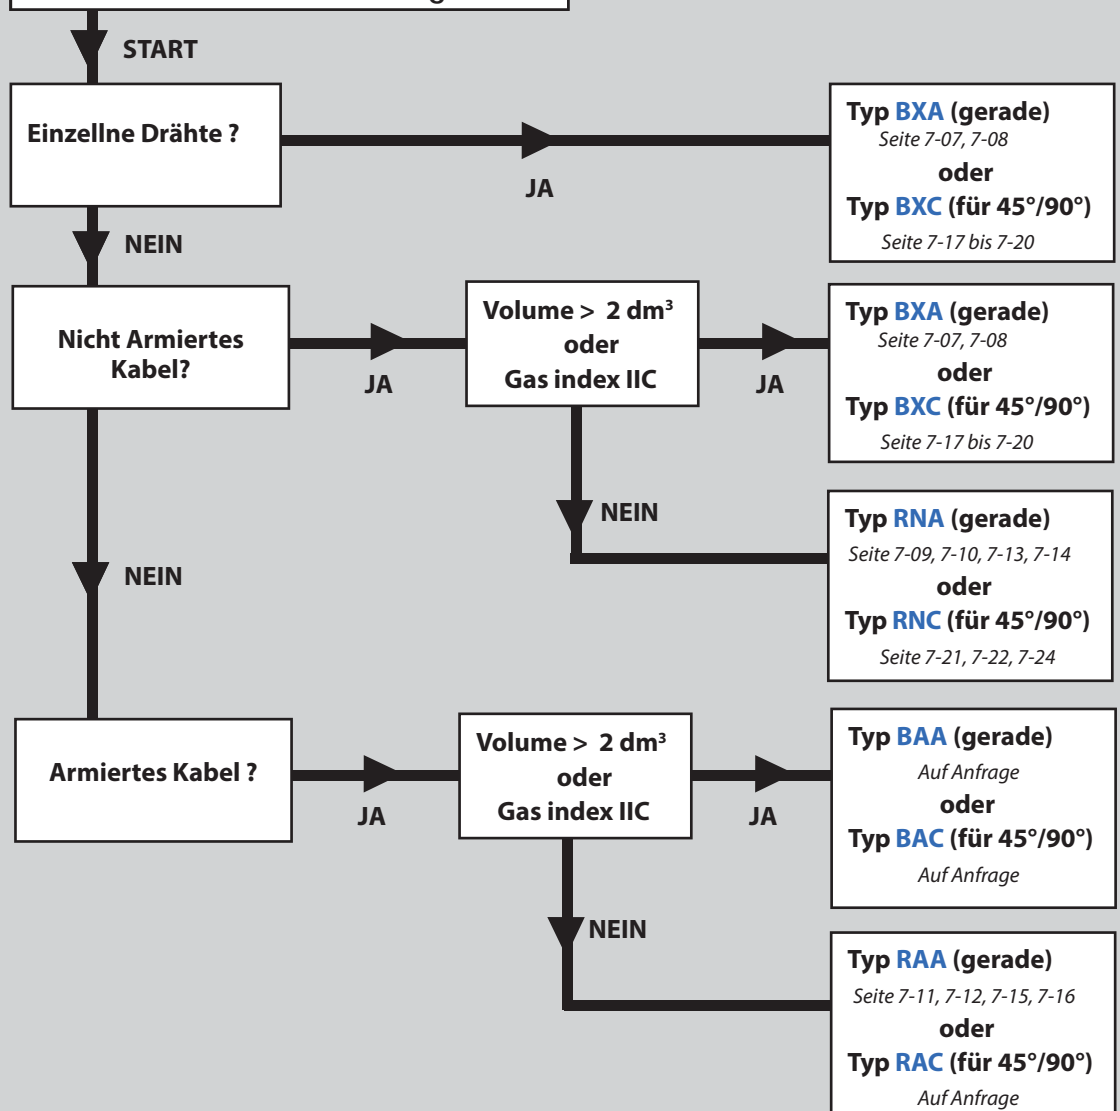 START
Einzellne Drähte ?
JA
Typ BXA (gerade)
Seite 7-07, 7-08
oder
Typ BXC (für 45°/90°)
Seite 7-17 bis 7-20
NEIN
Nicht Armiertes
Kabel?
JA
Volume > 2 dm³
oder
Gas index IIC
JA
Typ BXA (gerade)
Seite 7-07, 7-08
oder
Typ BXC (für 45°/90°)
Seite 7-17 bis 7-20
NEIN
Typ RNA (gerade)
Seite 7-09, 7-10, 7-13, 7-14
oder
Typ RNC (für 45°/90°)
Seite 7-21, 7-22, 7-24
NEIN
Armiertes Kabel ?
JA
Volume > 2 dm³
oder
Gas index IIC
JA
Typ BAA (gerade)
Auf Anfrage
oder
Typ BAC (für 45°/90°)
Auf Anfrage
NEIN
Typ RAA (gerade)
Seite 7-11, 7-12, 7-15, 7-16
oder
Typ RAC (für 45°/90°)
Auf Anfrage